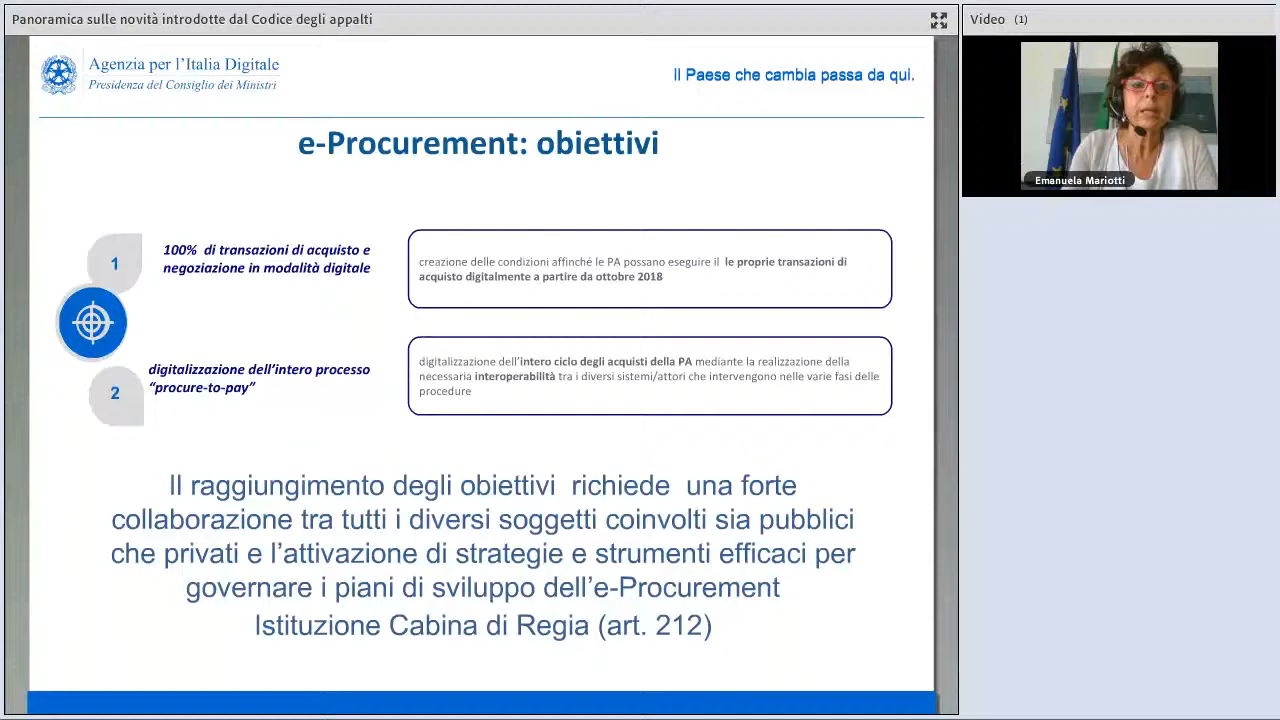 Panoramica sulle novità introdotte dal Codice degli appalti
Video (1)
Agenzia per l'Italia Digitale
Presidenza del Consiglio dei Ministri
Il Paese che cambia passa da qui.
Emanuela Mariotti
e-Procurement: obiettivi
1
100% di transazioni di acquisto e
negoziazione in modalità digitale
creazione delle condizioni affinché le PA possano eseguire il le proprie transazioni di
acquisto digitalmente a partire da ottobre 2018
2
digitalizzazione dell'intero processo
“procure-to-pay”
digitalizzazione dell'intero ciclo degli acquisti della PA mediante la realizzazione della
necessaria interoperabilità tra i diversi sistemi/attori che intervengono nelle varie fasi delle
procedure
Il raggiungimento degli obiettivi richiede una forte
collaborazione tra tutti i diversi soggetti coinvolti sia pubblici
che privati e l'attivazione di strategie e strumenti efficaci per
governare i piani di sviluppo dell'e-Procurement
Istituzione Cabina di Regia (art. 212)